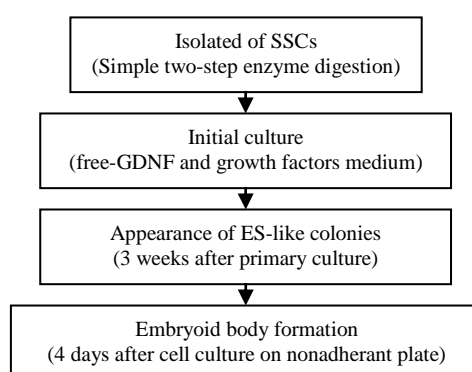 Isolated of SSCs
(Simple two-step enzyme digestion)
Initial culture
(free-GDNF and growth factors medium)
Appearance of ES-like colonies
(3 weeks after primary culture)
Embryoid body formation
(4 days after cell culture on nonadherant plate)